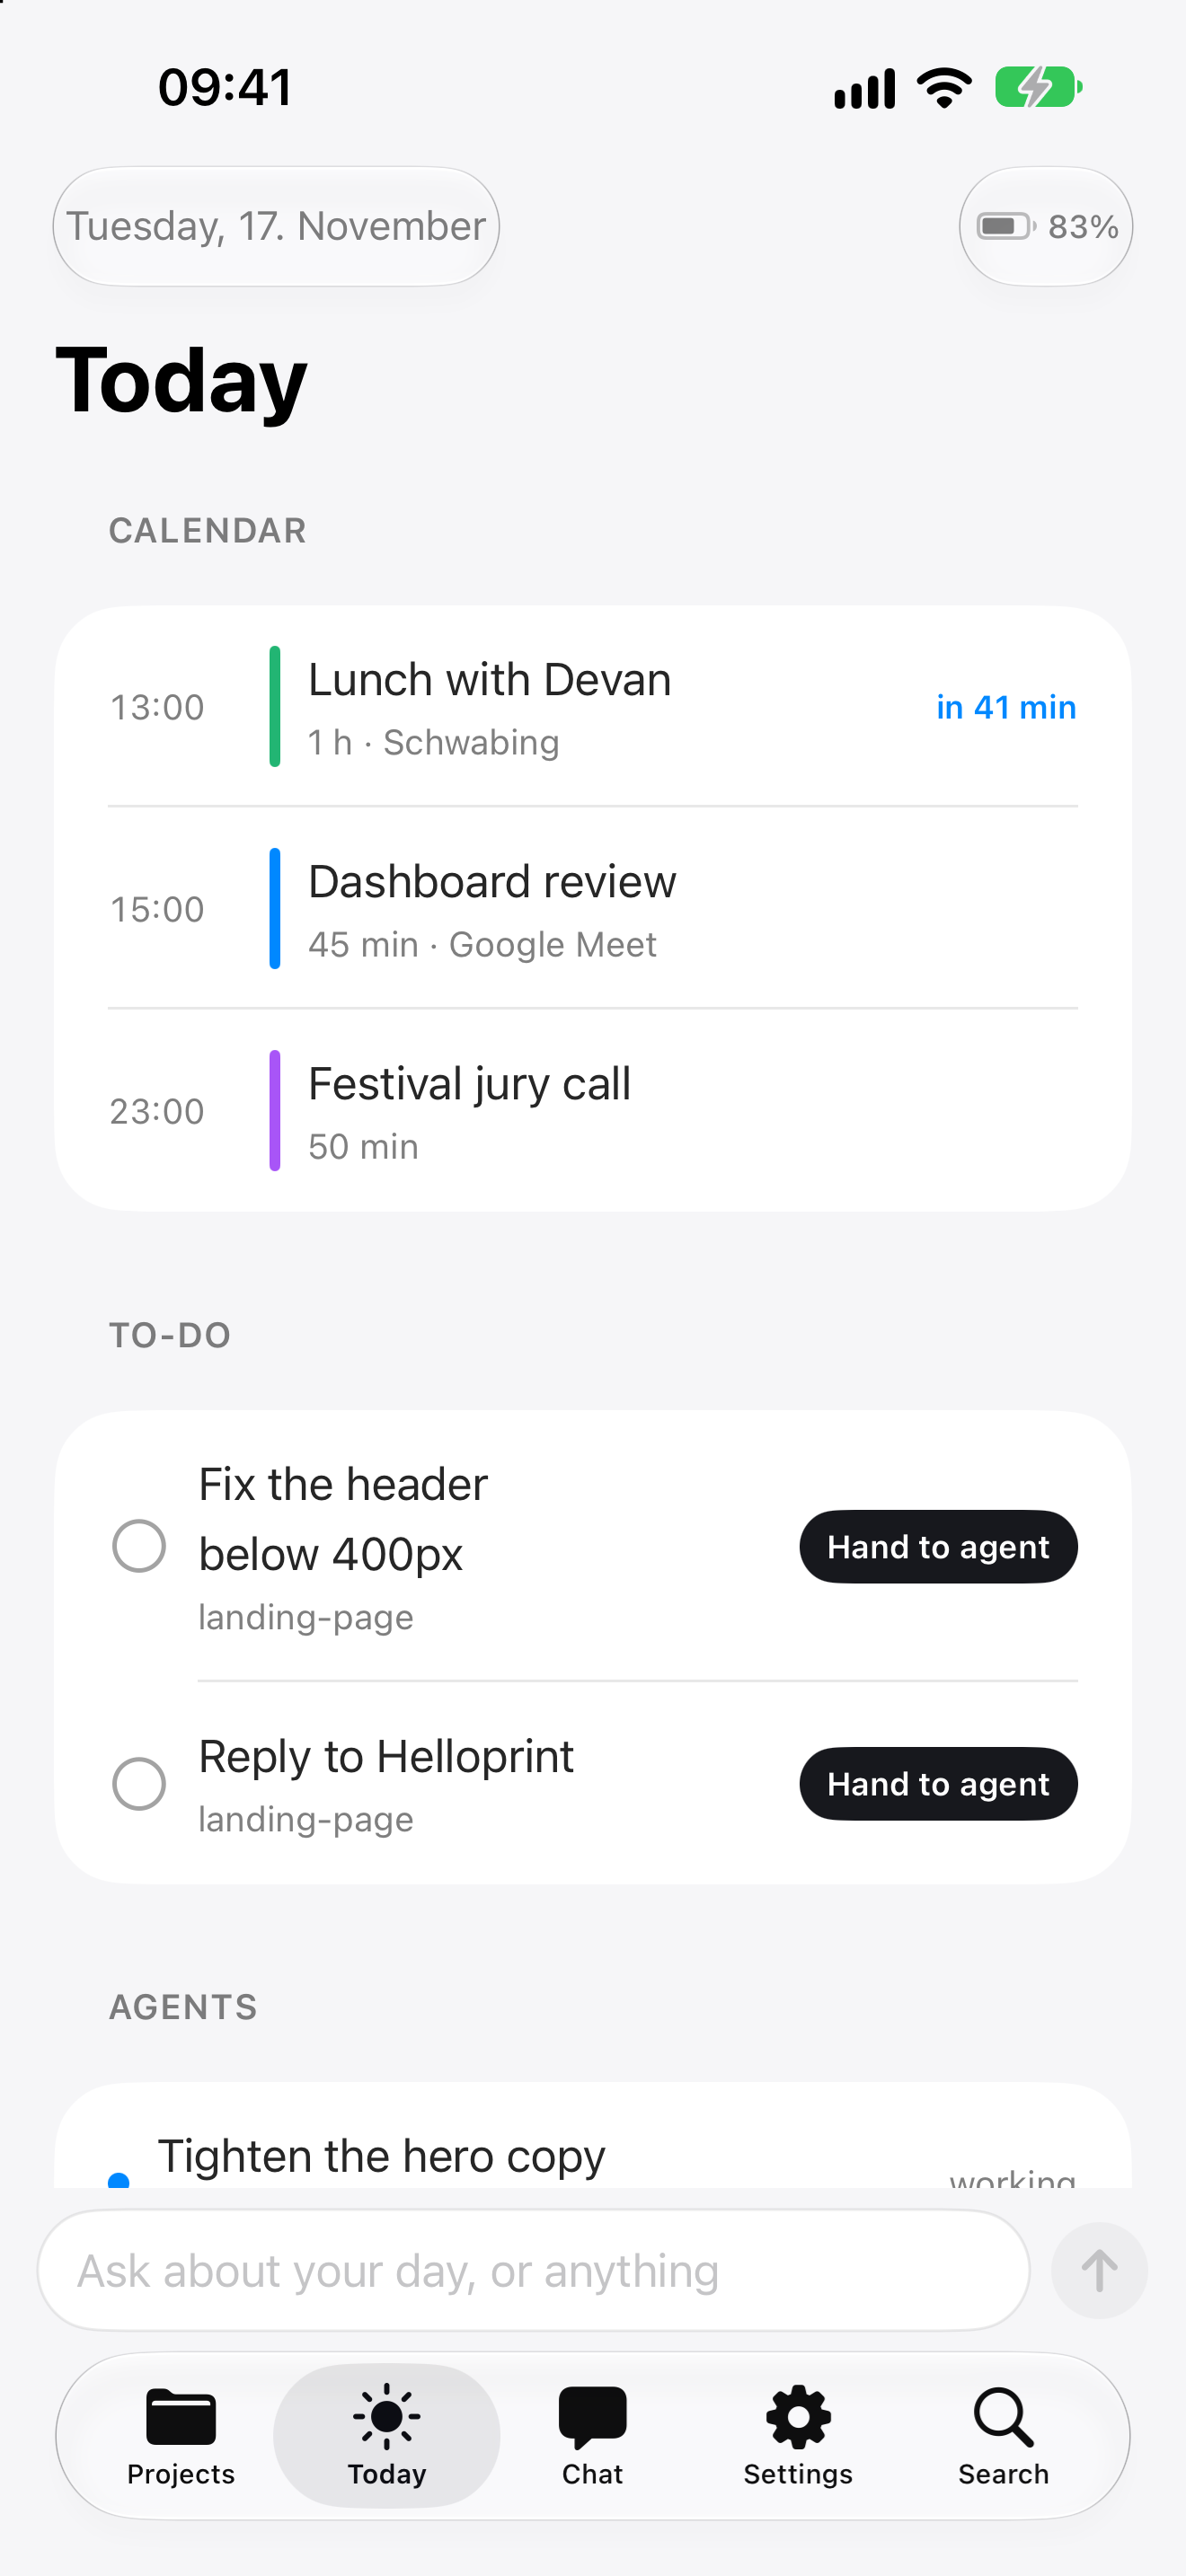 09:41
Tuesday, 17. November
83%
Today
CALENDAR
13:00
Lunch with Devan
1 h · Schwabing
in 41 min
15:00
Dashboard review
45 min · Google Meet
23:00
Festival jury call
50 min
TO-DO
Fix the header
below 400px
landing-page
Hand to agent
Reply to Helloprint
landing-page
Hand to agent
AGENTS
Tighten the hero copy
working
Ask about your day, or anything
Projects
Today
Chat
Settings
Search